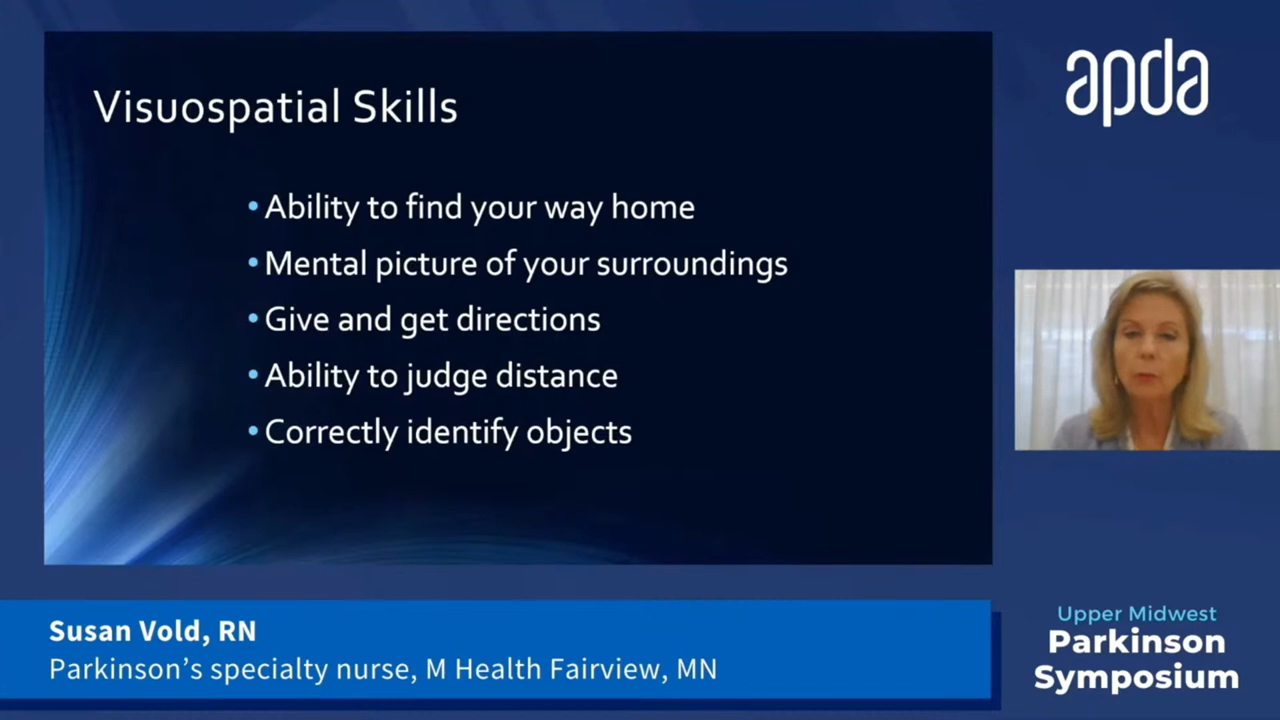 Visuospatial Skills
• Ability to find your way home
• Mental picture of your surroundings
• Give and get directions
• Ability to judge distance
• Correctly identify objects
apda
Susan Vold, RN
Parkinson's specialty nurse, M Health Fairview, MN
Upper Midwest
Parkinson
Symposium